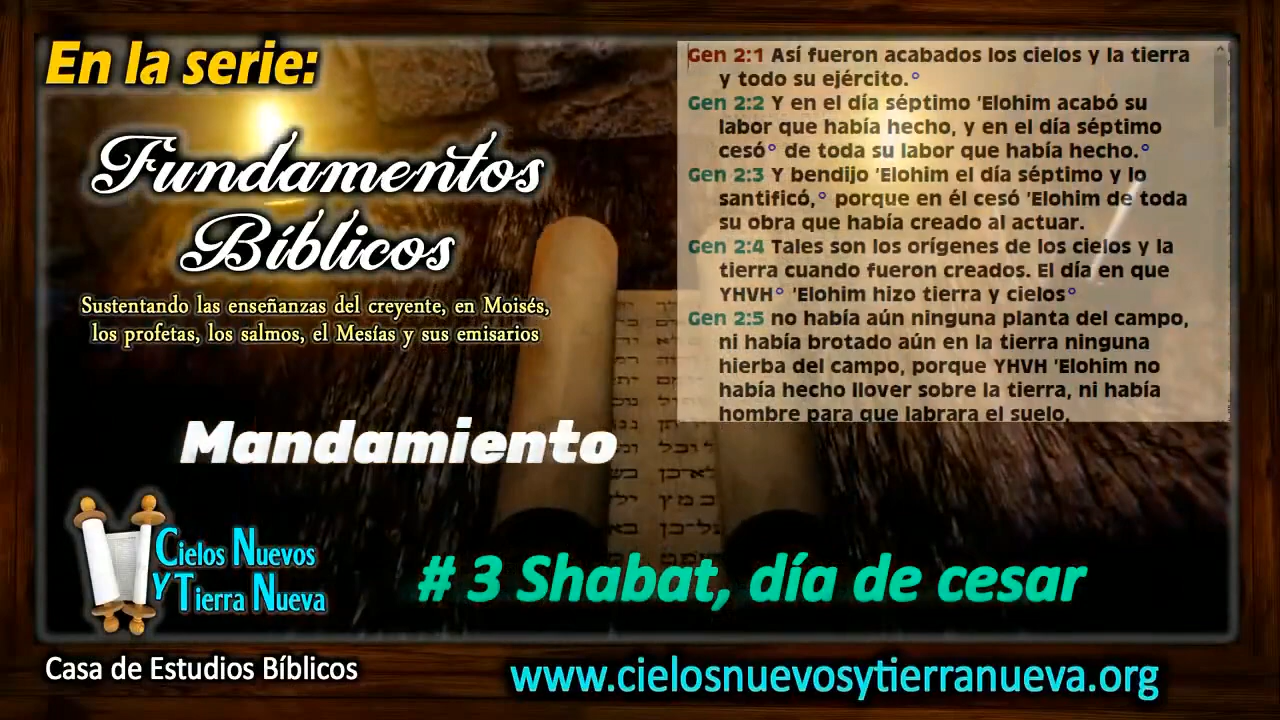 En la serie:
Fundamentos
Bíblicos
Sustentando las enseñanzas del creyente, en Moisés,
los profetas, los salmos, el Mesías y sus emisarios
Mandamiento
# 3 Shabat, día de cesar
Gen 2:1 Así fueron acabados los cielos y la tierra
y todo su ejército.°
Gen 2:2 Y en el día séptimo 'Elohim acabó su
labor que había hecho, y en el día séptimo
cesó° de toda su labor que había hecho.°
Gen 2:3 Y bendijo 'Elohim el día séptimo y lo
santificó,° porque en él cesó 'Elohim de toda
su obra que había creado al actuar.
Gen 2:4 Tales son los orígenes de los cielos y la
tierra cuando fueron creados. El día en que
YHVH° 'Elohim hizo tierra y cielos°
Gen 2:5 no había aún ninguna planta del campo,
ni había brotado aún en la tierra ninguna
hierba del campo, porque YHVH 'Elohim no
había hecho llover sobre la tierra, ni había
hombre para que labrara el suelo,
Cielos Nuevos
Y Tierra Nueva
Casa de Estudios Bíblicos
www.cielosnuevosytierranueva.org